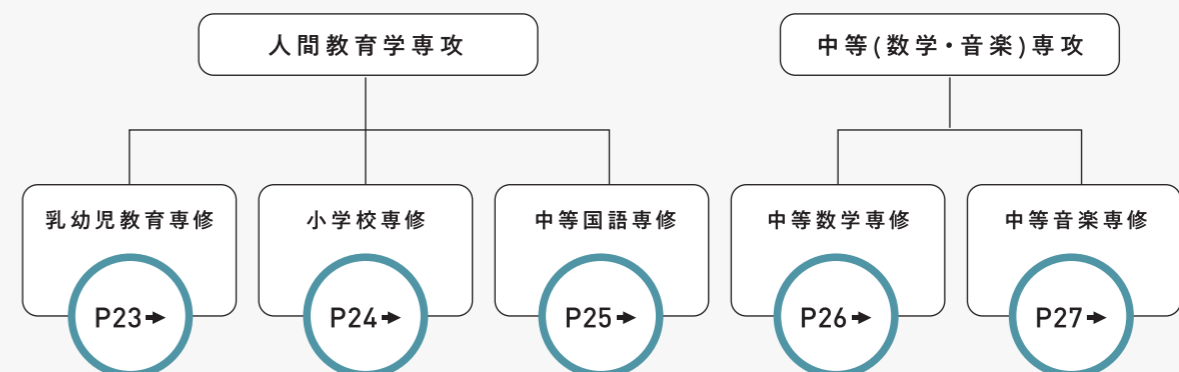 人間教育学専攻
中等(数学・音楽)専攻
乳幼児教育専修
小学校専修
中等国語専修
中等数学専修
中等音楽専修
P23➡
P24➡
P25➡
P26➡
P27➡